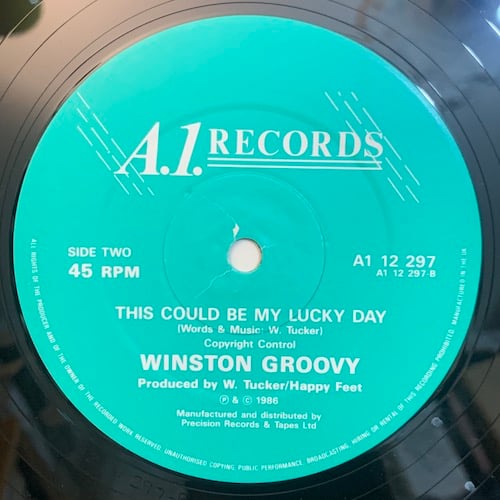 A.1. RECORDS
SIDE TWO
45 RPM
A1 12 297
A1 12 297-B
THIS COULD BE MY LUCKY DAY
(Words & Music: W. Tucker)
Copyright Control
WINSTON GROOVY
Produced by W. Tucker/Happy Feet
℗ & © 1986
Manufactured and distributed by
Precision Records & Tapes Ltd
ALL RIGHTS OF THE PRODUCER AND OF THE OWNER OF THE RECORDED WORK RESERVED. UNAUTHORISED COPYING, PUBLIC PERFORMANCE, BROADCASTING, HIRING OR RENTAL OF THIS RECORDING PROHIBITED. MANUFACTURED IN THE UK